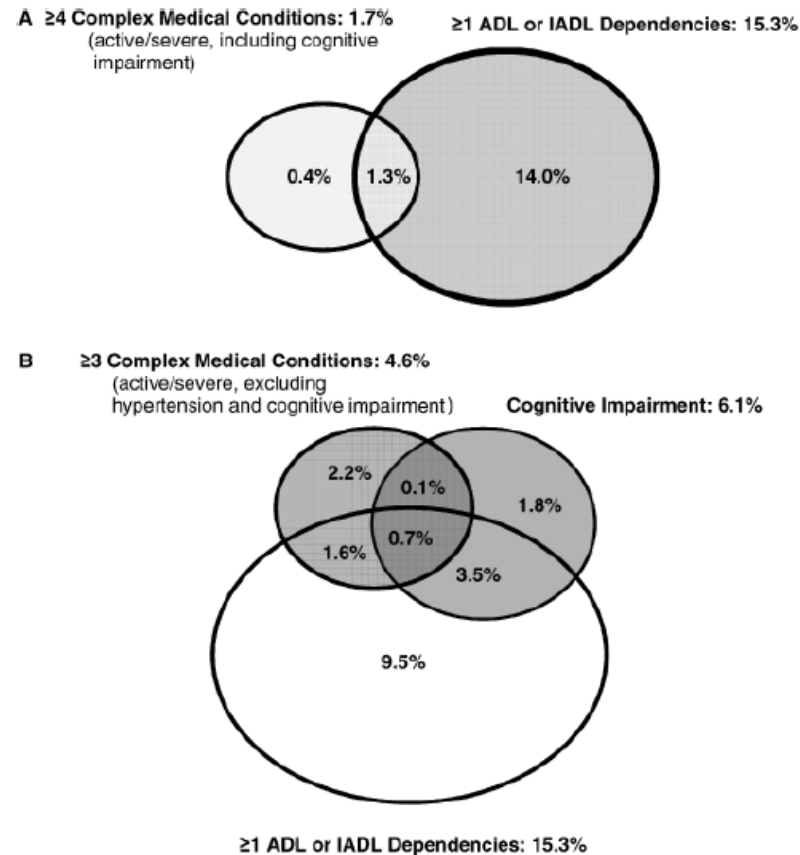 A ≥4 Complex Medical Conditions: 1.7%
(active/severe, including cognitive
impairment)
≥1 ADL or IADL Dependencies: 15.3%
0.4%
1.3%
14.0%
B ≥3 Complex Medical Conditions: 4.6%
(active/severe, excluding
hypertension and cognitive impairment)
Cognitive Impairment: 6.1%
2.2%
0.1%
1.8%
1.6%
0.7%
3.5%
9.5%
≥1 ADL or IADL Dependencies: 15.3%